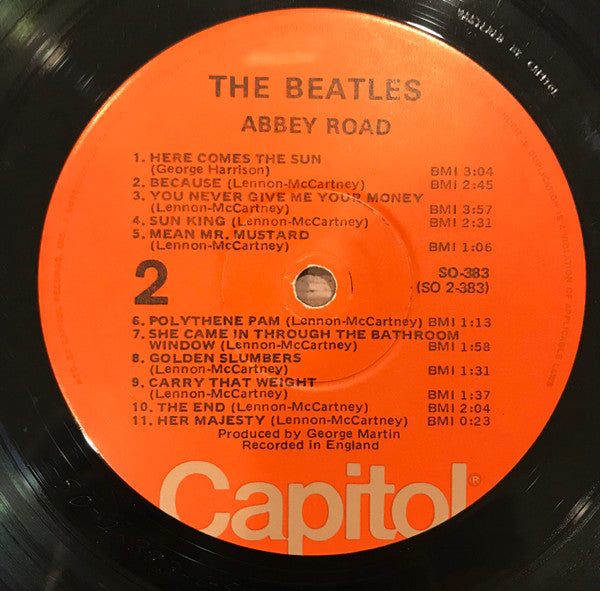 MASTERED BY CAPITOL
THE BEATLES
ABBEY ROAD
1. HERE COMES THE SUN
(George Harrison) BMI 3:04
2. BECAUSE (Lennon-McCartney) BMI 2:45
3. YOU NEVER GIVE ME YOUR MONEY
(Lennon-McCartney) BMI 3:57
4. SUN KING (Lennon-McCartney) BMI 2:31
5. MEAN MR. MUSTARD
(Lennon-McCartney) BMI 1:06
2
SO-383
(SO 2-383)
6. POLYTHENE PAM (Lennon-McCartney) BMI 1:13
7. SHE CAME IN THROUGH THE BATHROOM
WINDOW (Lennon-McCartney) BMI 1:58
8. GOLDEN SLUMBERS
(Lennon-McCartney) BMI 1:31
9. CARRY THAT WEIGHT
(Lennon-McCartney) BMI 1:37
10. THE END (Lennon-McCartney) BMI 2:04
11. HER MAJESTY (Lennon-McCartney) BMI 0:23
Produced by George Martin
Recorded in England
Capitol®